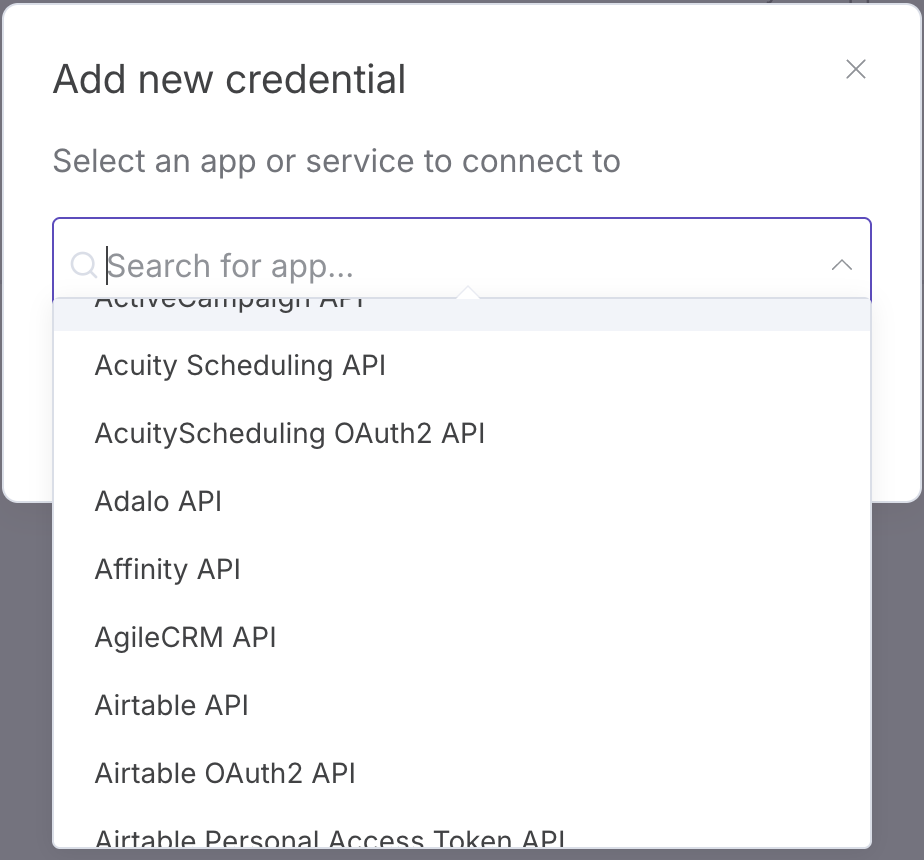 Add new credential
Select an app or service to connect to
Search for app...
ActiveCampaign API
Acuity Scheduling API
AcuityScheduling OAuth2 API
Adalo API
Affinity API
AgileCRM API
Airtable API
Airtable OAuth2 API
Airtable Personal Access Token API